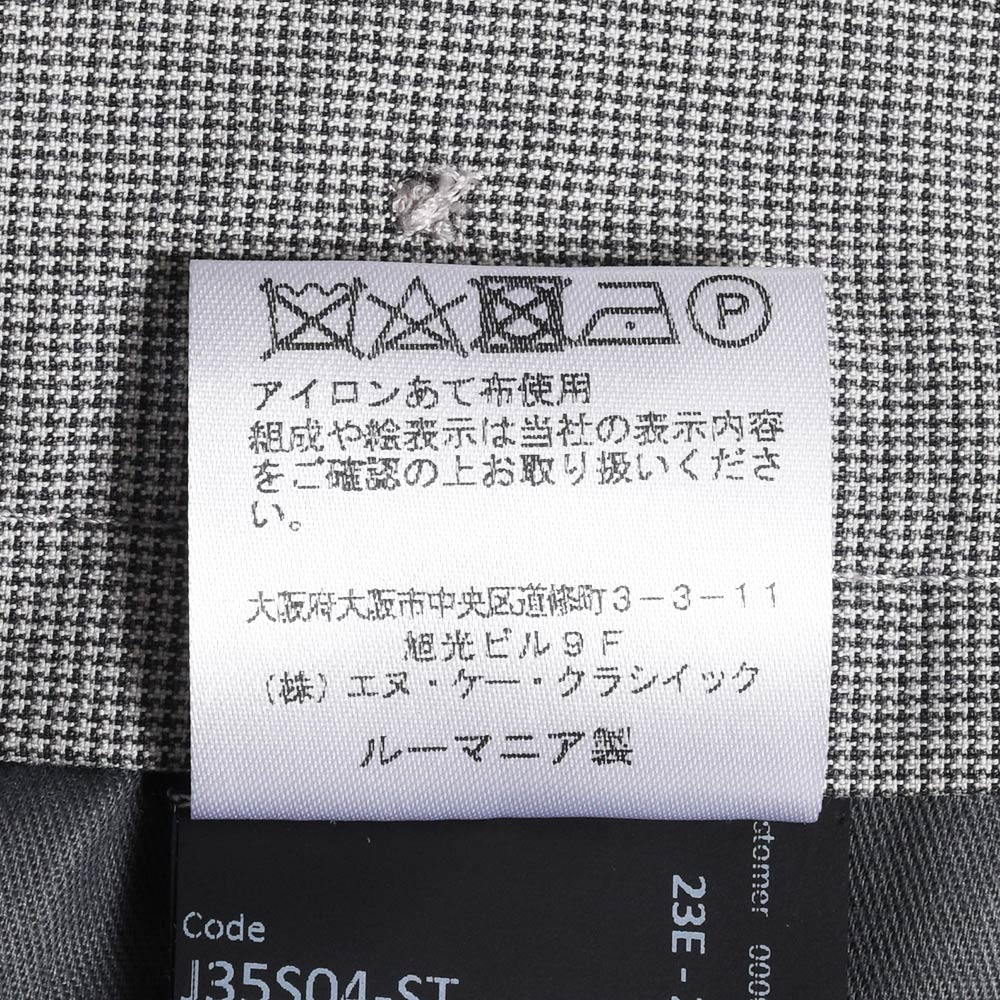 P
アイロンあて布使用
組成や絵表示は当社の表示内容
をご確認の上お取り扱いくださ
い。
大阪府大阪市中央区道修町3-3-11
旭光ビル9F
(株)エヌ・ケー・クラシイック
ルーマニア製
Code
J35S04-ST
23E -